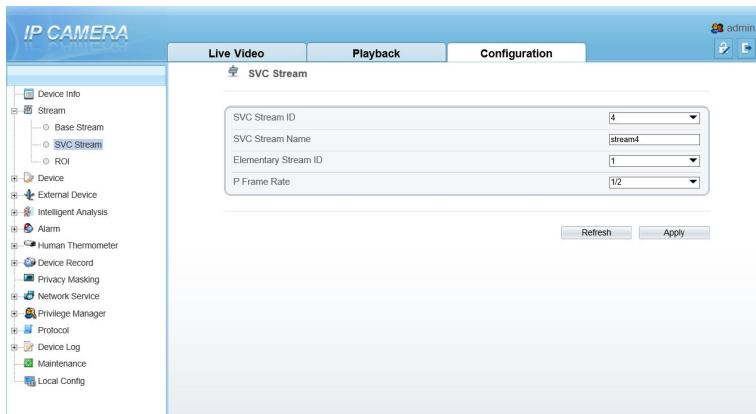 IP CAMERA
admin
Live Video
Playback
Configuration
SVC Stream
Device Info
Stream
Base Stream
SVC Stream
ROI
Device
External Device
Intelligent Analysis
Alarm
Human Thermometer
Device Record
Privacy Masking
Network Service
Privilege Manager
Protocol
Device Log
Maintenance
Local Config
SVC Stream ID 4
SVC Stream Name stream4
Elementary Stream ID 1
P Frame Rate 1/2
Refresh Apply